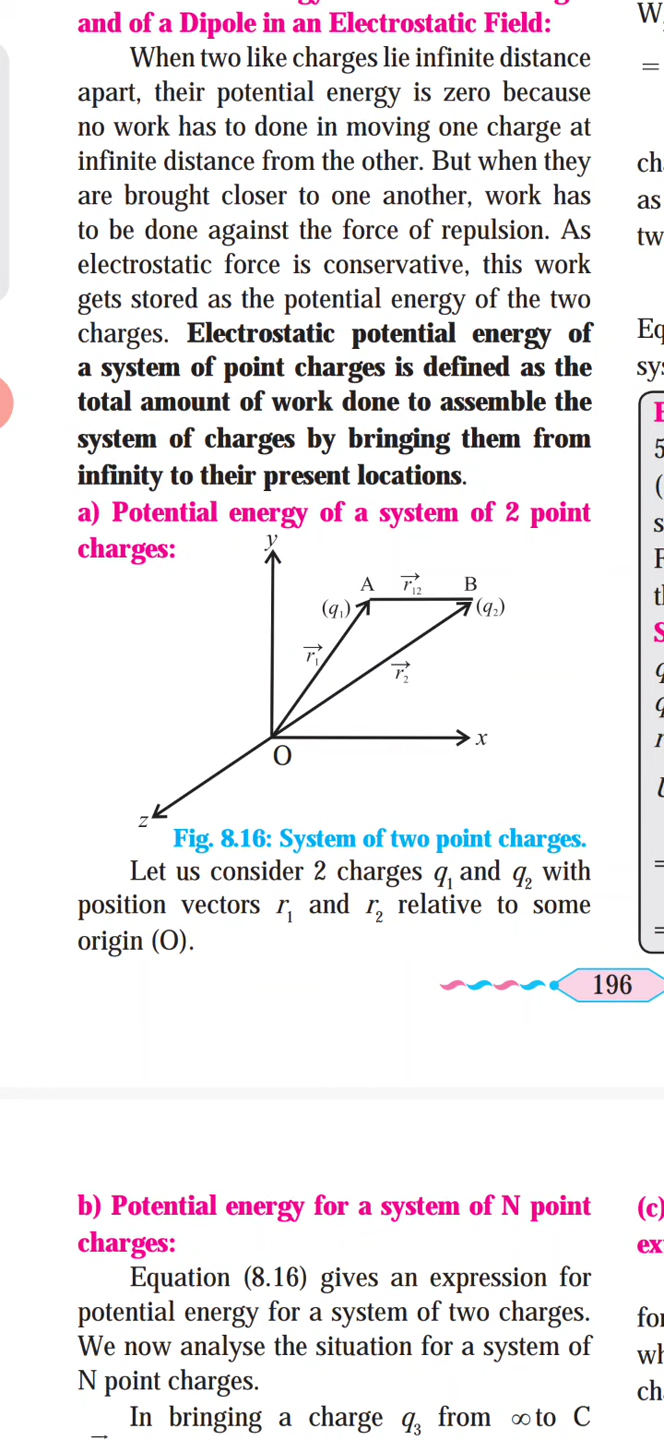 and of a Dipole in an Electrostatic Field:
When two like charges lie infinite distance
apart, their potential energy is zero because
no work has to done in moving one charge at
infinite distance from the other. But when they
are brought closer to one another, work has
to be done against the force of repulsion. As
electrostatic force is conservative, this work
gets stored as the potential energy of the two
charges. Electrostatic potential energy of
a system of point charges is defined as the
total amount of work done to assemble the
system of charges by bringing them from
infinity to their present locations.
a) Potential energy of a system of 2 point
charges:
y
A r⃗₁₂ B
(q₁) (q₂)
r⃗₁
r⃗₂
x
O
z
Fig. 8.16: System of two point charges.
Let us consider 2 charges q₁ and q₂ with
position vectors r₁ and r₂ relative to some
origin (O).
196
b) Potential energy for a system of N point
charges:
Equation (8.16) gives an expression for
potential energy for a system of two charges.
We now analyse the situation for a system of
N point charges.
In bringing a charge q₃ from ∞ to C
=
as
(c)